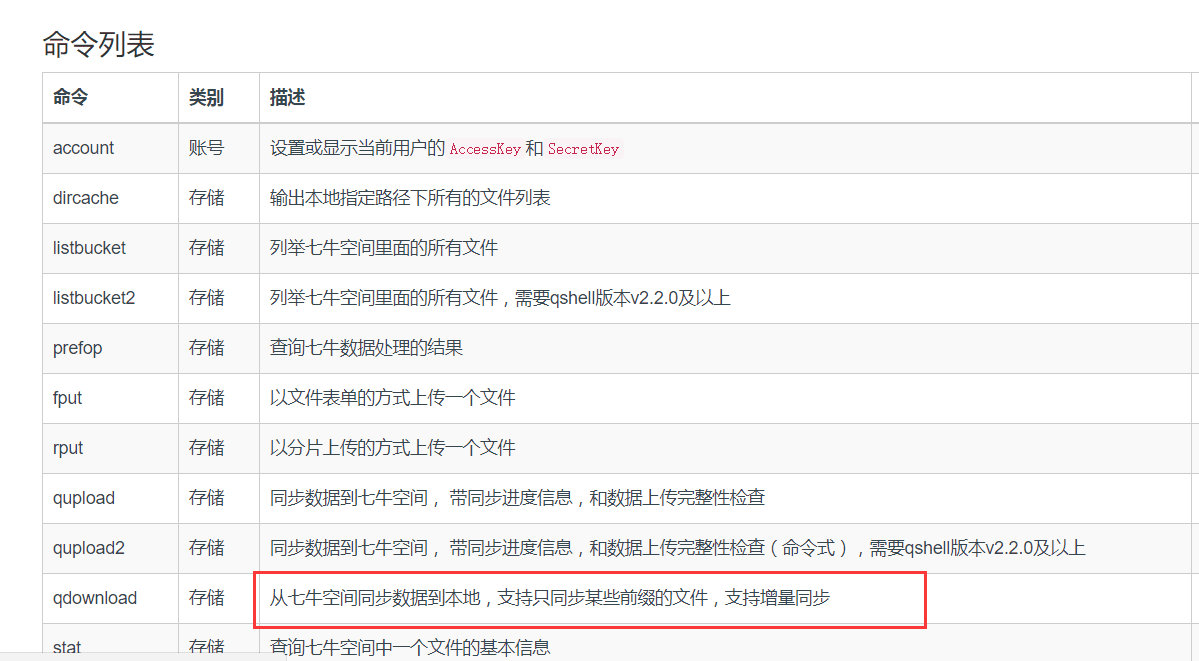 命令列表
命令 类别 描述
account 账号 设置或显示当前用户的 AccessKey 和 SecretKey
dircache 存储 输出本地指定路径下所有的文件列表
listbucket 存储 列举七牛空间里面的所有文件
listbucket2 存储 列举七牛空间里面的所有文件，需要qshell版本v2.2.0及以上
prefop 存储 查询七牛数据处理的结果
fput 存储 以文件表单的方式上传一个文件
rput 存储 以分片上传的方式上传一个文件
qupload 存储 同步数据到七牛空间， 带同步进度信息，和数据上传完整性检查
qupload2 存储 同步数据到七牛空间， 带同步进度信息，和数据上传完整性检查（命令式），需要qshell版本v2.2.0及以上
qdownload 存储 从七牛空间同步数据到本地，支持只同步某些前缀的文件，支持增量同步
stat 存储 查询七牛空间中一个文件的基本信息